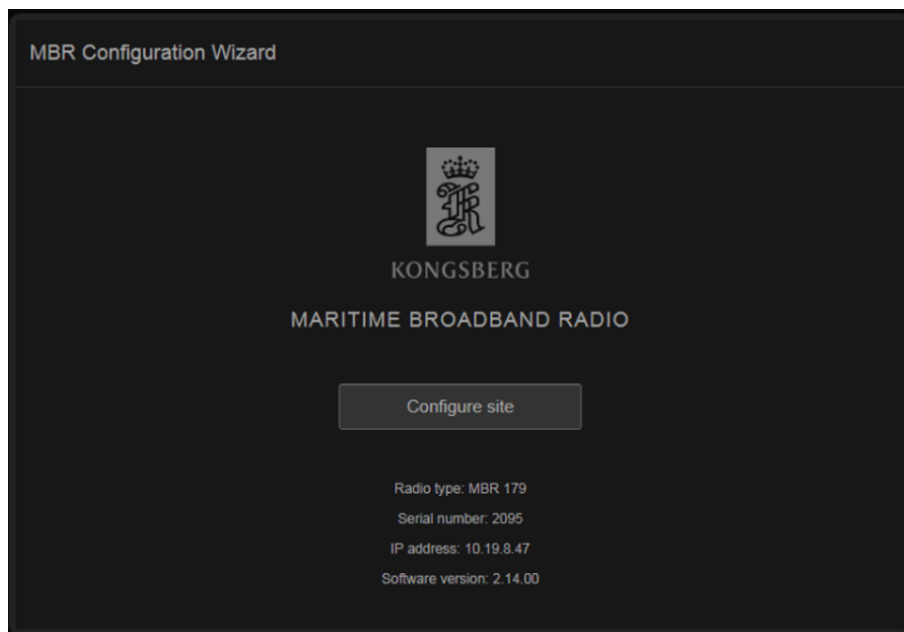 MBR Configuration Wizard
KONGSBERG
MARITIME BROADBAND RADIO
Configure site
Radio type: MBR 179
Serial number: 2095
IP address: 10.19.8.47
Software version: 2.14.00